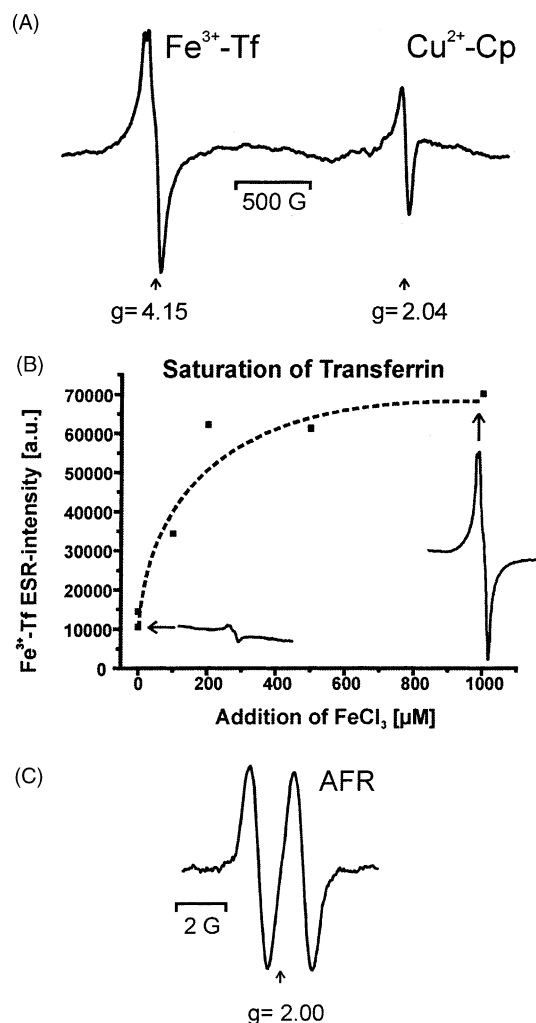 (A)
Fe³⁺-Tf
Cu²⁺-Cp
500 G
g= 4.15
g= 2.04
(B)
Saturation of Transferrin
Fe³⁺-Tf ESR-intensity [a.u.]
70000
60000
50000
40000
30000
20000
10000
0
0 200 400 600 800 1000
Addition of FeCl₃ [µM]
(C)
AFR
2 G
g= 2.00